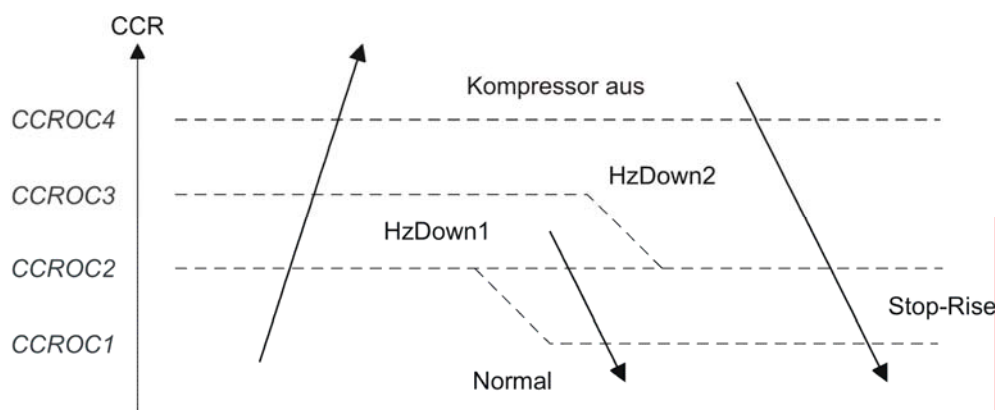 CCR
Kompressor aus
CCROC4
HzDown2
CCROC3
HzDown1
CCROC2
Stop-Rise
CCROC1
Normal